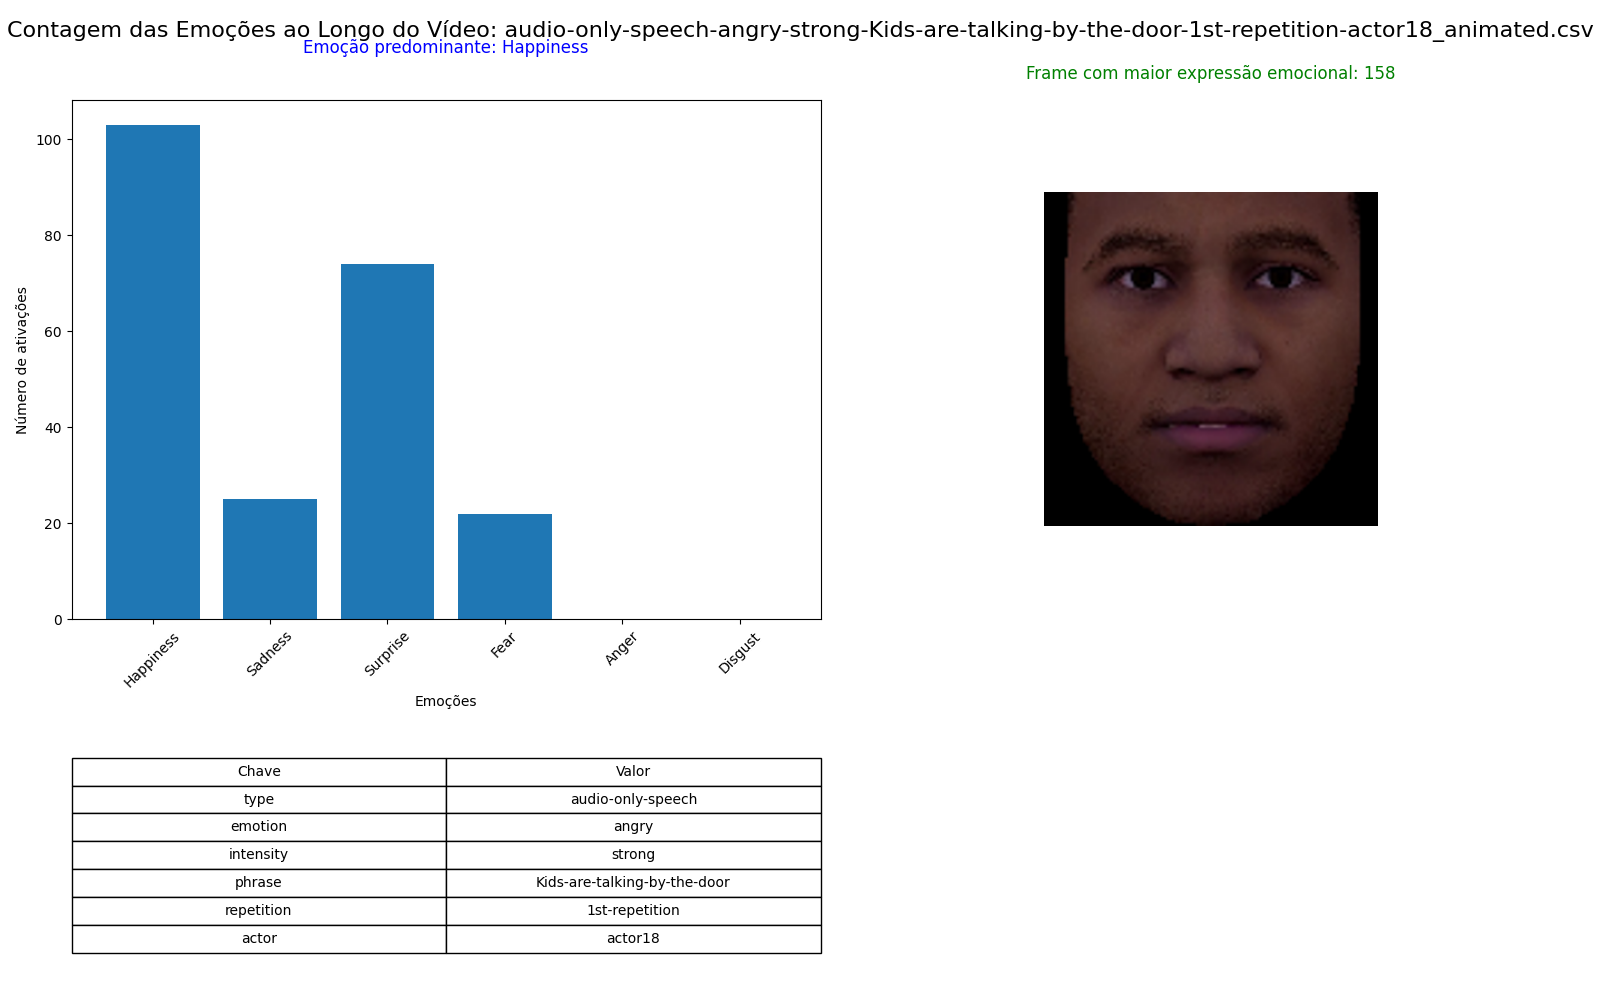 Contagem das Emoções ao Longo do Vídeo: audio-only-speech-angry-strong-Kids-are-talking-by-the-door-1st-repetition-actor18_animated.csv
Emoção predominante: Happiness
Frame com maior expressão emocional: 158
Número de ativações
100
80
60
40
20
0
Happiness
Sadness
Surprise
Fear
Anger
Disgust
Emoções
Chave Valor
type audio-only-speech
emotion angry
intensity strong
phrase Kids-are-talking-by-the-door
repetition 1st-repetition
actor actor18